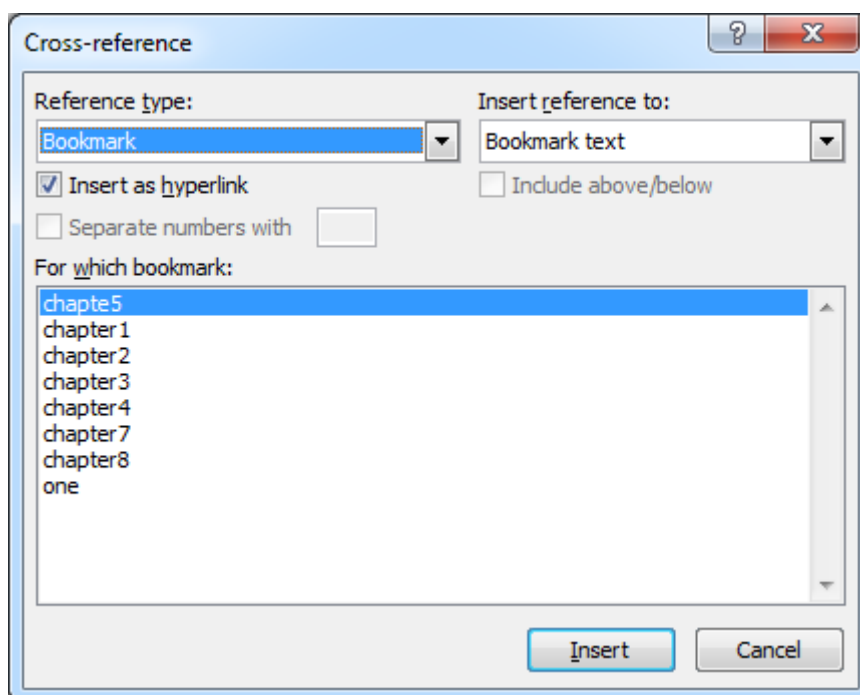 Cross-reference
?
Reference type: Insert reference to:
Bookmark Bookmark text
Insert as hyperlink Include above/below
Separate numbers with
For which bookmark:
chapte5
chapter1
chapter2
chapter3
chapter4
chapter7
chapter8
one
Insert Cancel